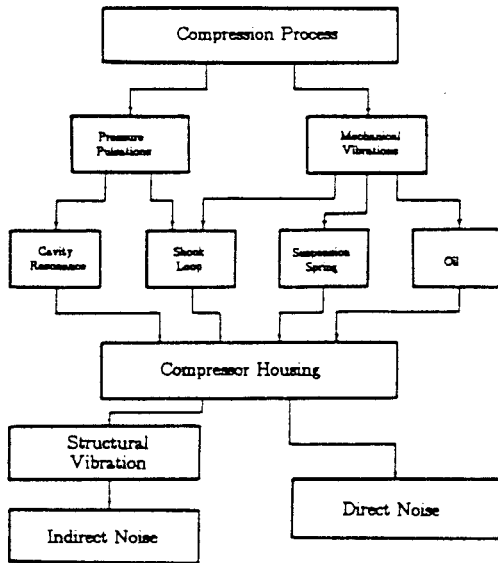 Compression Process
Pressure
Pulsations
Mechanical
Vibrations
Cavity
Resonance
Shock
Loop
Suspension
Spring
Oil
Compressor Housing
Structural
Vibration
Direct Noise
Indirect Noise